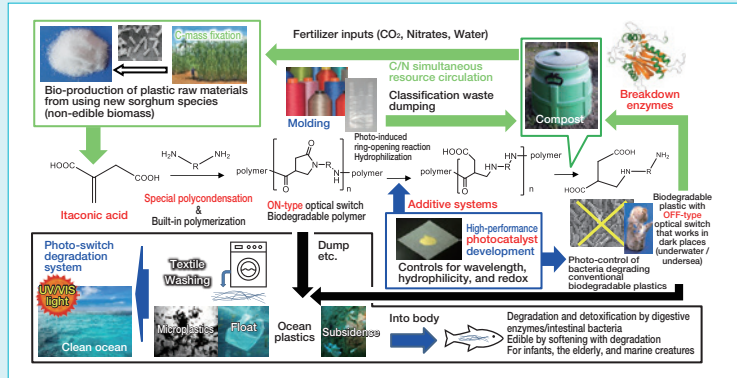 Fertilizer inputs (CO₂, Nitrates, Water)
C-mass fixation
C/N simultaneous
resource circulation
Classification waste
dumping
Bio-production of plastic raw materials
from using new sorghum species
(non-edible biomass)
Molding
Compost
Breakdown
enzymes
Photo-induced
ring-opening reaction
Hydrophilization
HOOC
COOH
Itaconic acid
H₂N
R
NH₂
Special polycondensation
&
Built-in polymerization
polymer
O
O
N
R
N
H
polymer
n
ON-type optical switch
Biodegradable polymer
HOOC
polymer
O
HN
R
HN
polymer
n
Additive systems
COOH
HOOC
HN
R
NH₂
Biodegradable
plastic with
OFF-type
optical switch
that works in
dark places
(underwater /
undersea)
High-performance
photocatalyst
development
Controls for wavelength,
hydrophilicity, and redox
Photo-control of
bacteria degrading
conventional
biodegradable plastics
Photo-switch
degradation
system
UV/VIS
light
Clean ocean
Textile
Washing
Dump
etc.
Microplastics
Float
Ocean
plastics
Subsidence
Into body
Degradation and detoxification by digestive
enzymes/intestinal bacteria
Edible by softening with degradation
For infants, the elderly, and marine creatures